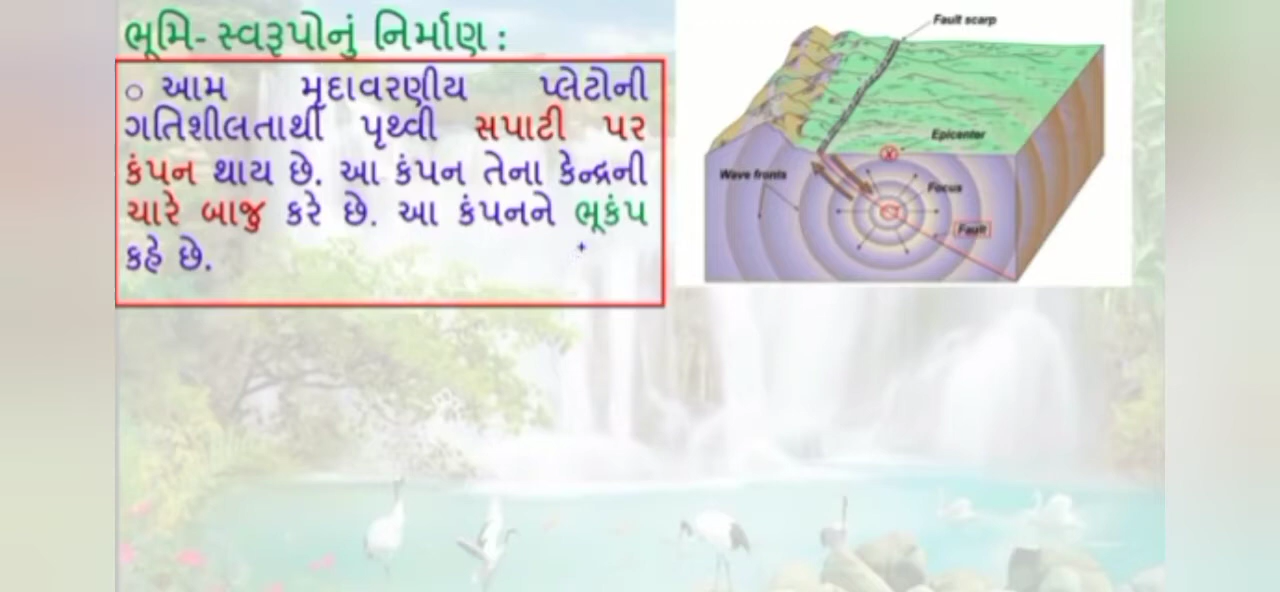 ભૂમિ- સ્વરૂપોનું નિર્માણ :
○ આમ મૃદાવરણીય પ્લેટોની
ગતિશીલતાથી પૃથ્વી સપાટી પર
કંપન થાય છે. આ કંપન તેના કેન્દ્રની
ચારે બાજુ કરે છે. આ કંપનને ભૂકંપ
કહે છે.
Fault scarp
Epicenter
Wave fronts
Focus
Fault